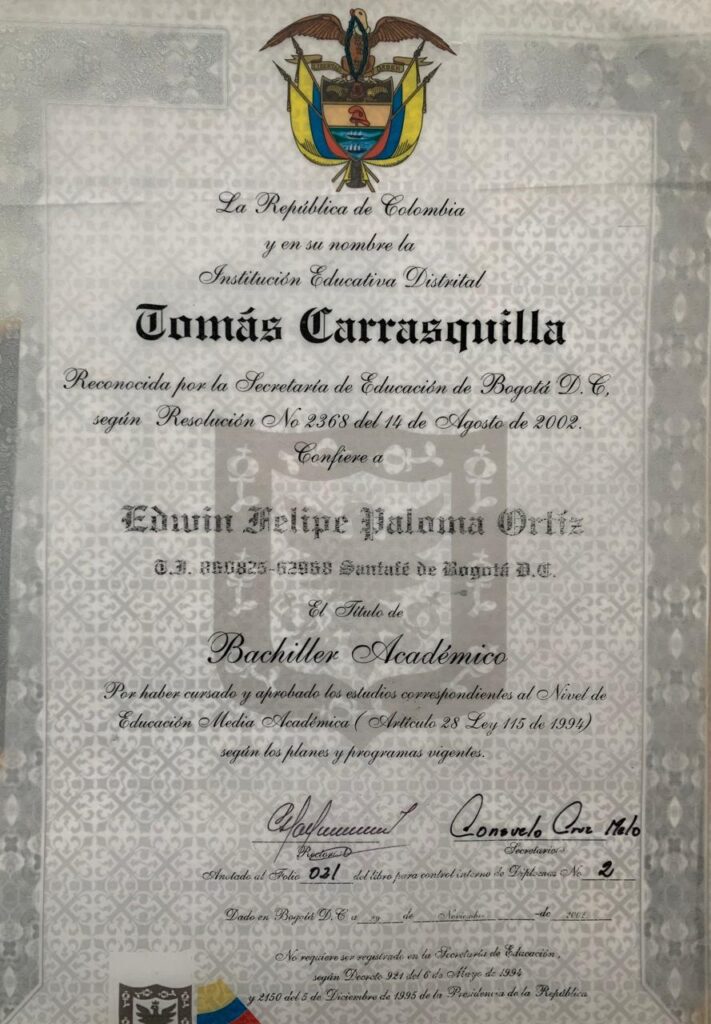 La República de Colombia
y en su nombre la
Institución Educativa Distrital
Tomás Carrasquilla
Reconocida por la Secretaría de Educación de Bogotá D.C,
según Resolución No 2368 del 14 de Agosto de 2002.
Confiere a
Edwin Felipe Paloma Ortíz
T.I. Santafé de Bogotá D.C.
El Título de
Bachiller Académico
Por haber cursado y aprobado los estudios correspondientes al Nivel de
Educación Media Académica ( Artículo 28 Ley 115 de 1994)
según los planes y programas vigentes.
Consuelo Cruz Melo
Rector Secretario
Anotado al Folio 021 del libro para control interno de Diplomas No 2
Dado en Bogotá D.C a de Noviembre de 2002
No requiere ser registrado en la Secretaría de Educación,
según Decreto 921 del 6 de Mayo de 1994
y 2150 del 5 de Diciembre de 1995 de la Presidencia de la República